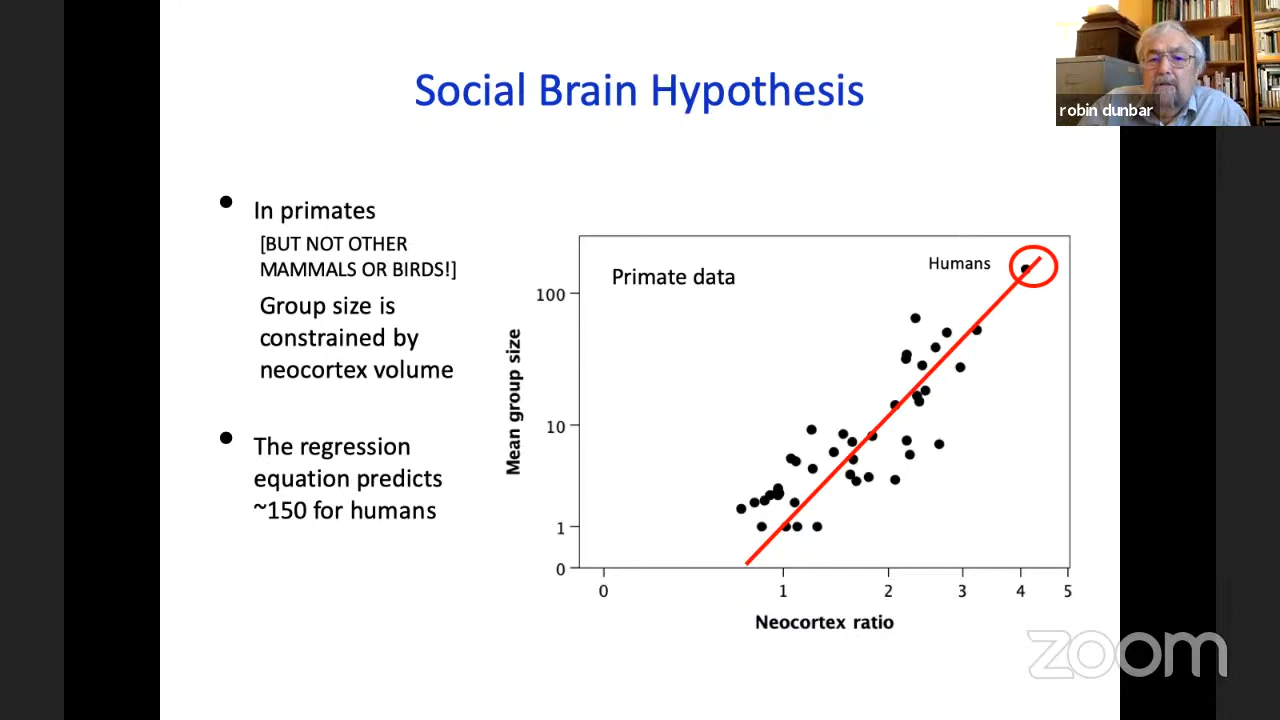 Social Brain Hypothesis
robin dunbar
• In primates
[BUT NOT OTHER
MAMMALS OR BIRDS!]
Group size is
constrained by
neocortex volume
• The regression
equation predicts
~150 for humans
Primate data
Humans
Mean group size
100
10
1
0
0 1 2 3 4 5
Neocortex ratio
zoom